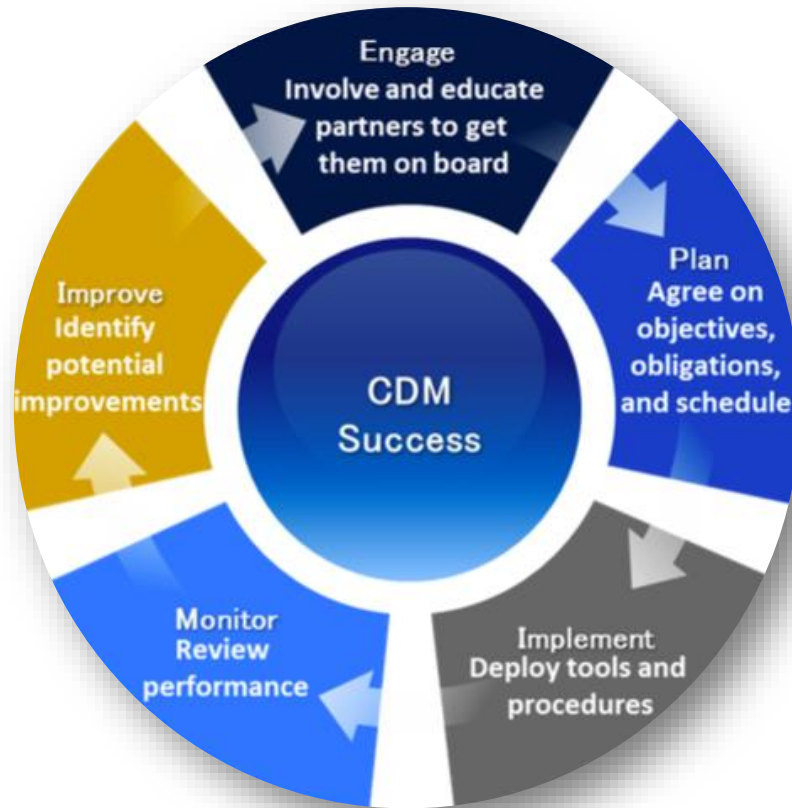 Engage
Involve and educate
partners to get
them on board
Plan
Agree on
objectives,
obligations,
and schedule
Implement
Deploy tools and
procedures
Monitor
Review
performance
Improve
Identify
potential
improvements
CDM
Success